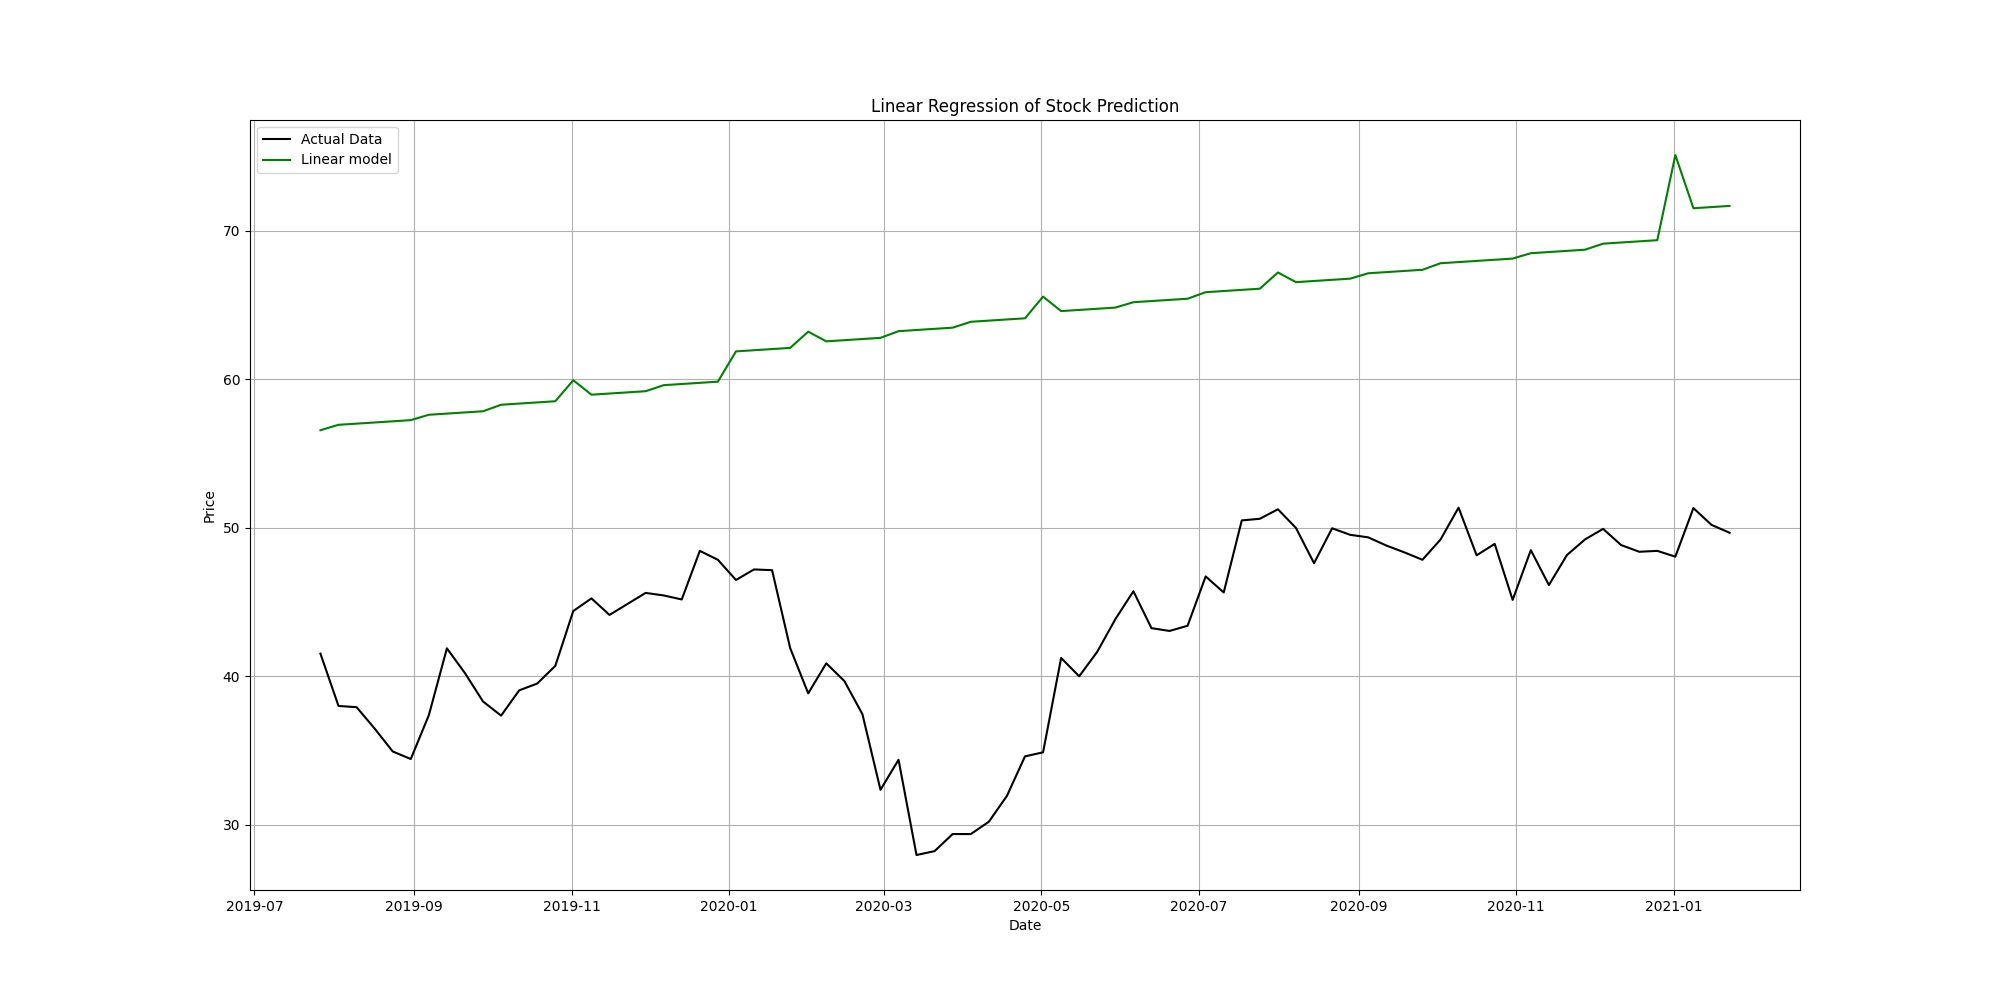 Linear Regression of Stock Prediction
Actual Data
Linear model
70
60
50
40
30
Price
2019-07 2019-09 2019-11 2020-01 2020-03 2020-05 2020-07 2020-09 2020-11 2021-01
Date